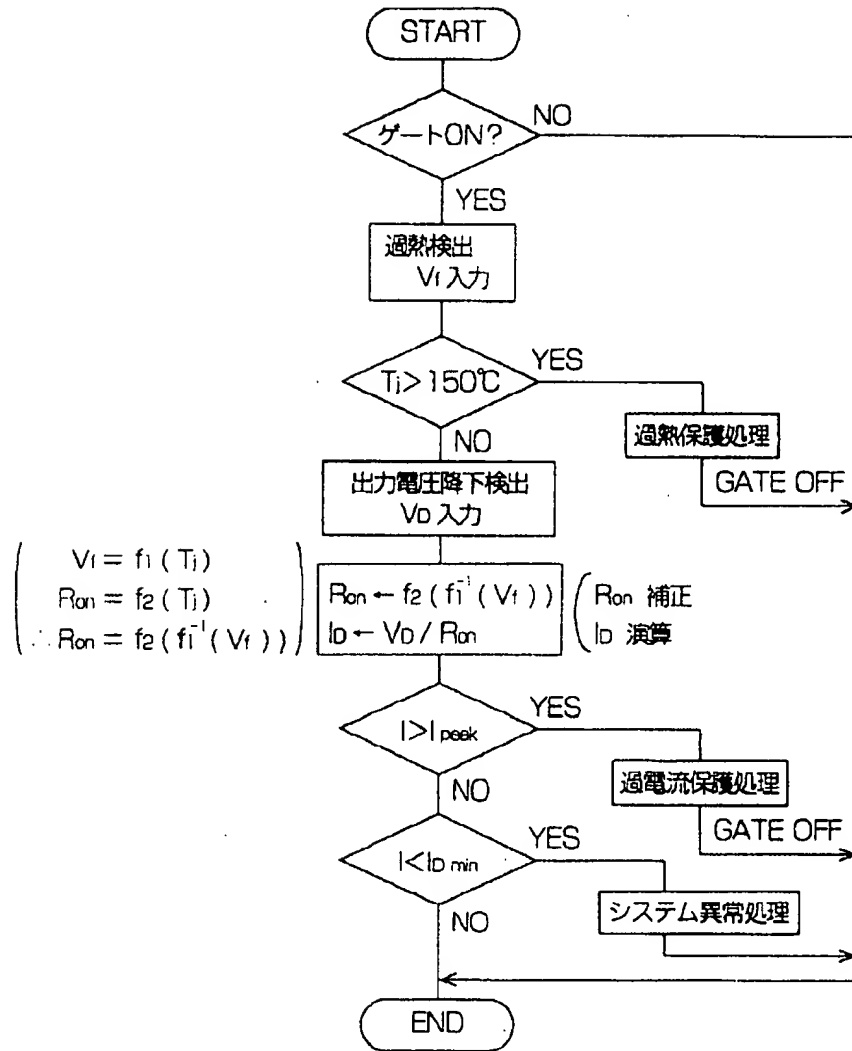 START
ゲートON?
NO
YES
過熱検出
Vf 入力
Tj>150℃
YES
NO
過熱保護処理
GATE OFF
出力電圧降下検出
VD 入力
Vf = f1 ( Tj )
Ron = f2 ( Tj )
∴ Ron = f2 ( f1⁻¹ ( Vf ) )
Ron ← f2 ( f1⁻¹ ( Vf ) )
ID ← VD / Ron
Ron 補正
ID 演算
I>I peak
YES
NO
過電流保護処理
GATE OFF
I<ID min
YES
NO
システム異常処理
END